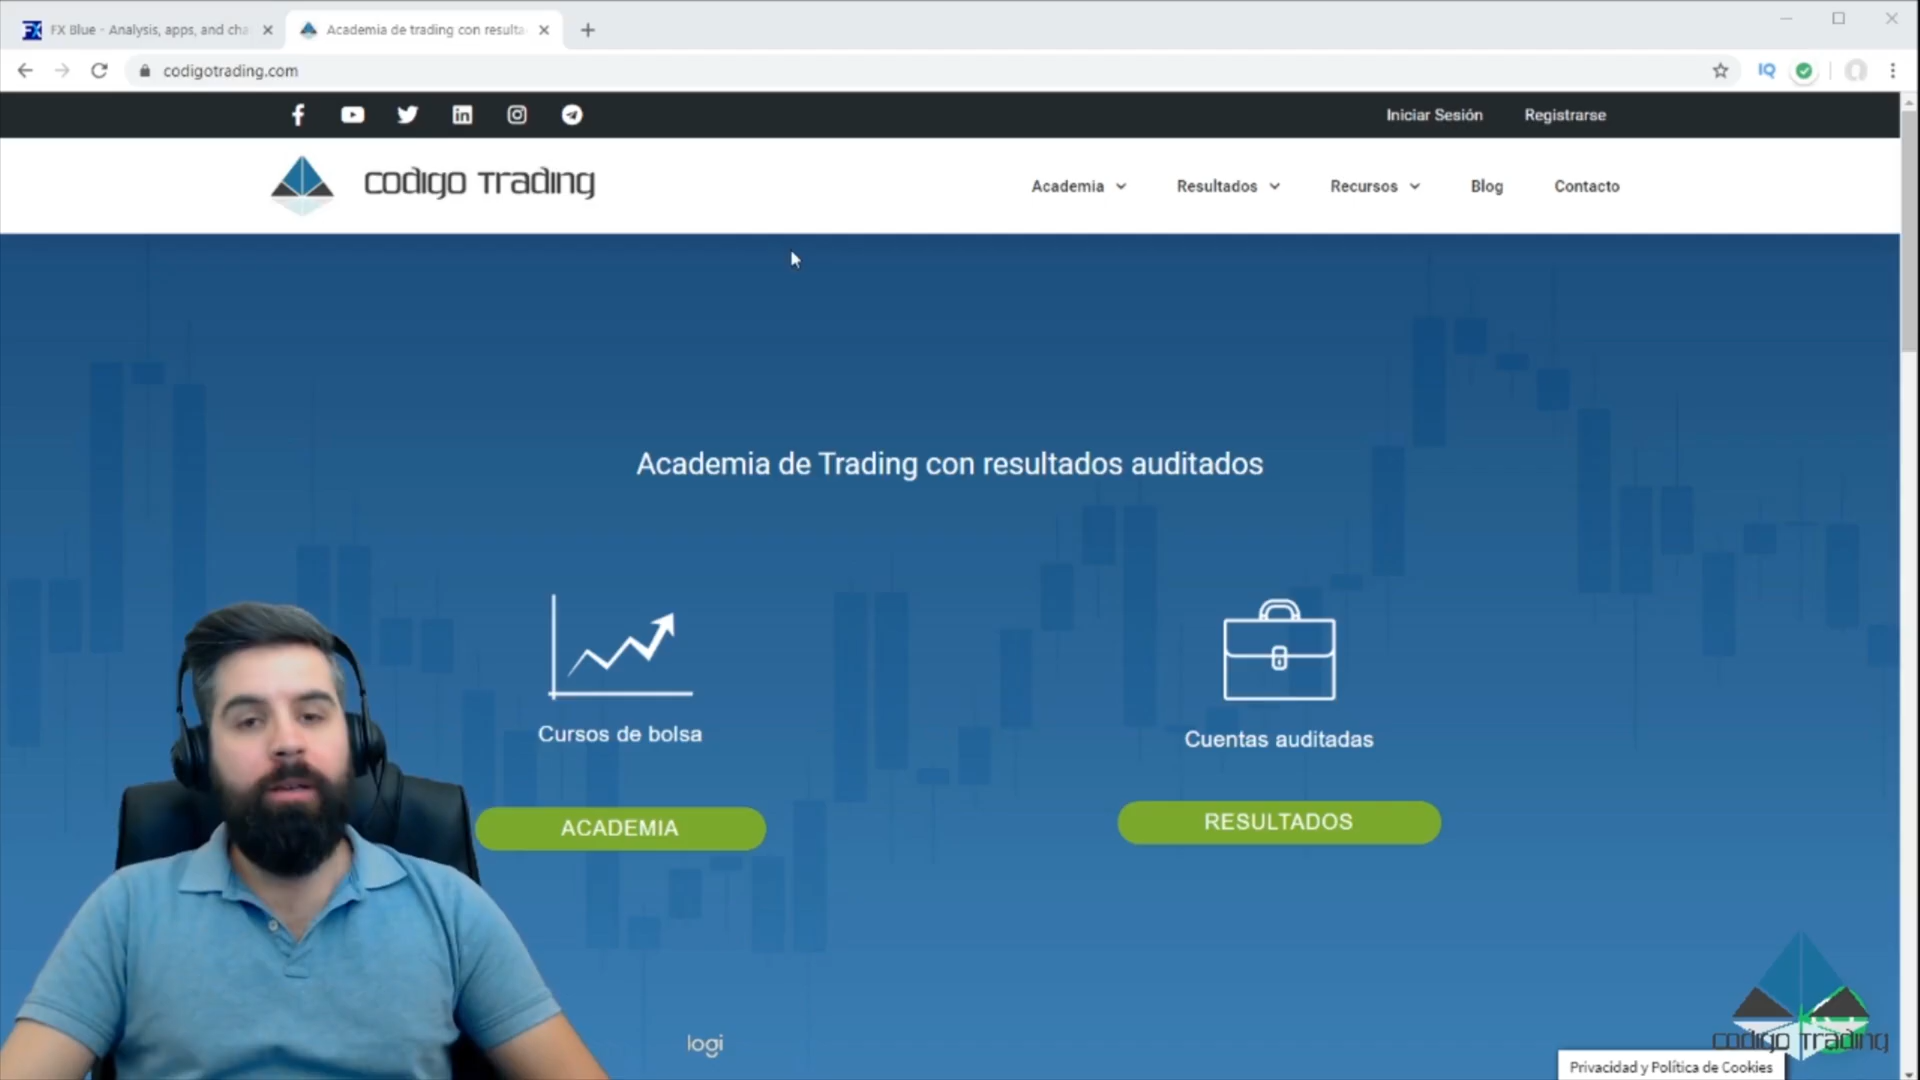 FX Blue - Analysis, apps, and cha
Academia de trading con resulta
codigotrading.com
IQ
Iniciar Sesión
Registrarse
codigo trading
Academia
Resultados
Recursos
Blog
Contacto
Academia de Trading con resultados auditados
Cursos de bolsa
Cuentas auditadas
ACADEMIA
RESULTADOS
logi
codigo trading
Privacidad y Política de Cookies